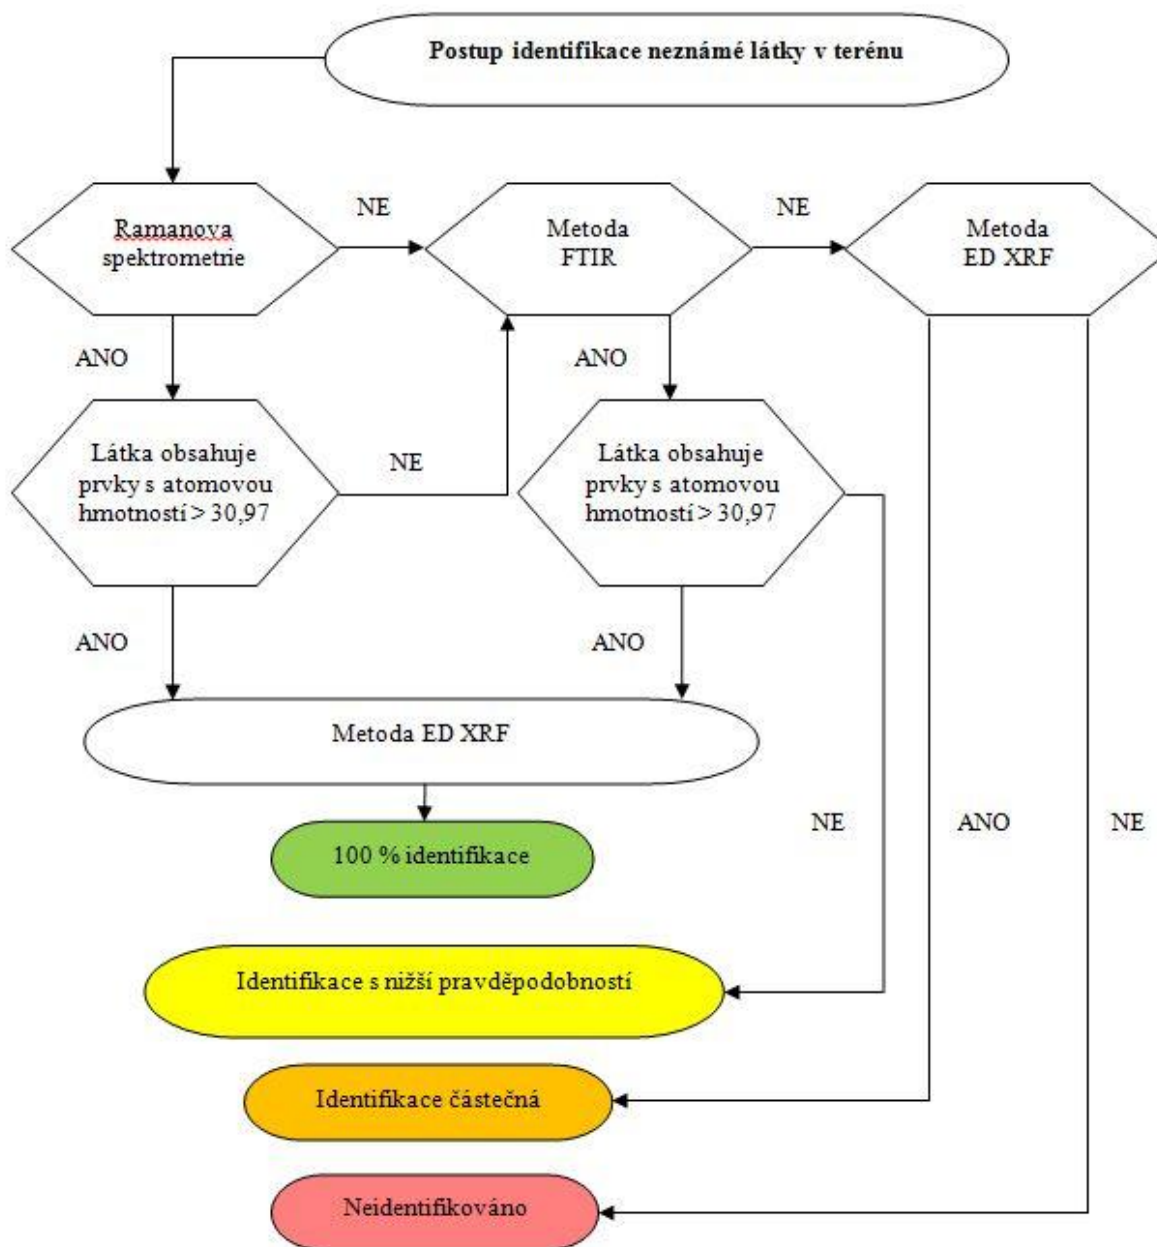 Postup identifikace neznámé látky v terénu
NE
NE
Ramanova
spektrometrie
Metoda
FTIR
Metoda
ED XRF
ANO
ANO
Látka obsahuje
prvky s atomovou
hmotností > 30,97
NE
Látka obsahuje
prvky s atomovou
hmotností > 30,97
ANO
ANO
Metoda ED XRF
NE
ANO
NE
100 % identifikace
Identifikace s nižší pravděpodobností
Identifikace částečná
Neidentifikováno